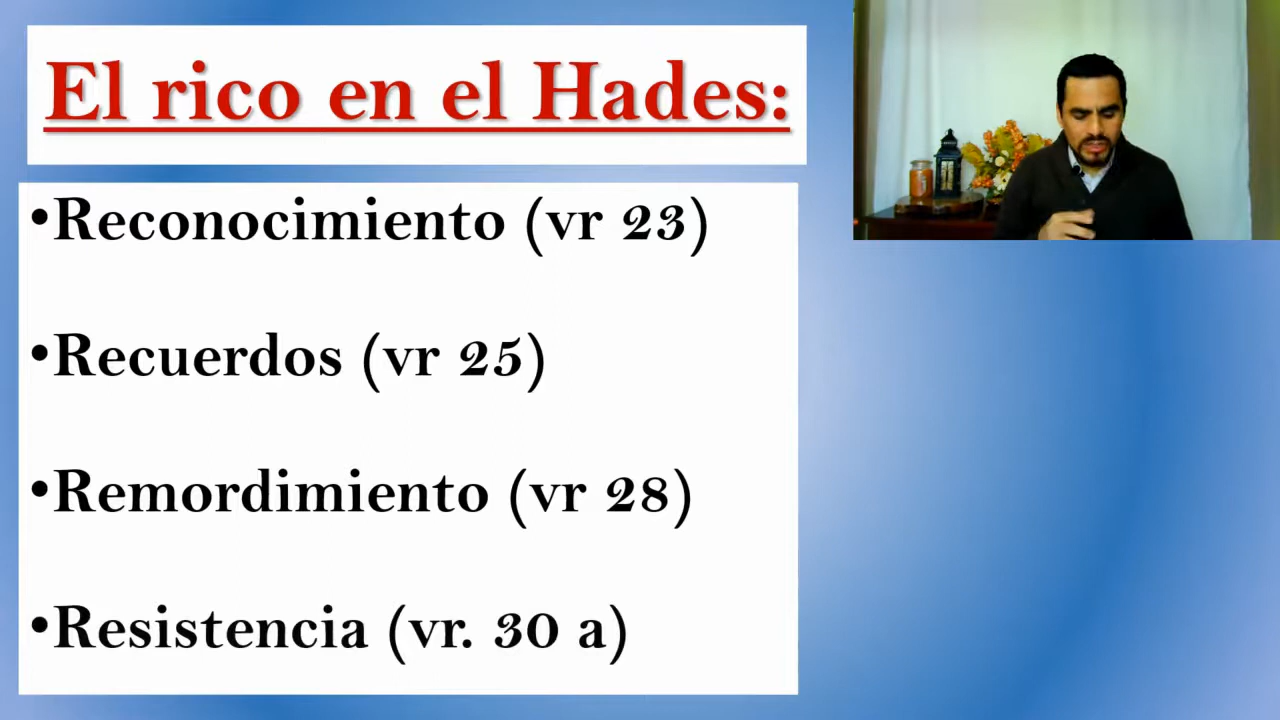 El rico en el Hades:
•Reconocimiento (vr 23)
•Recuerdos (vr 25)
•Remordimiento (vr 28)
•Resistencia (vr. 30 a)